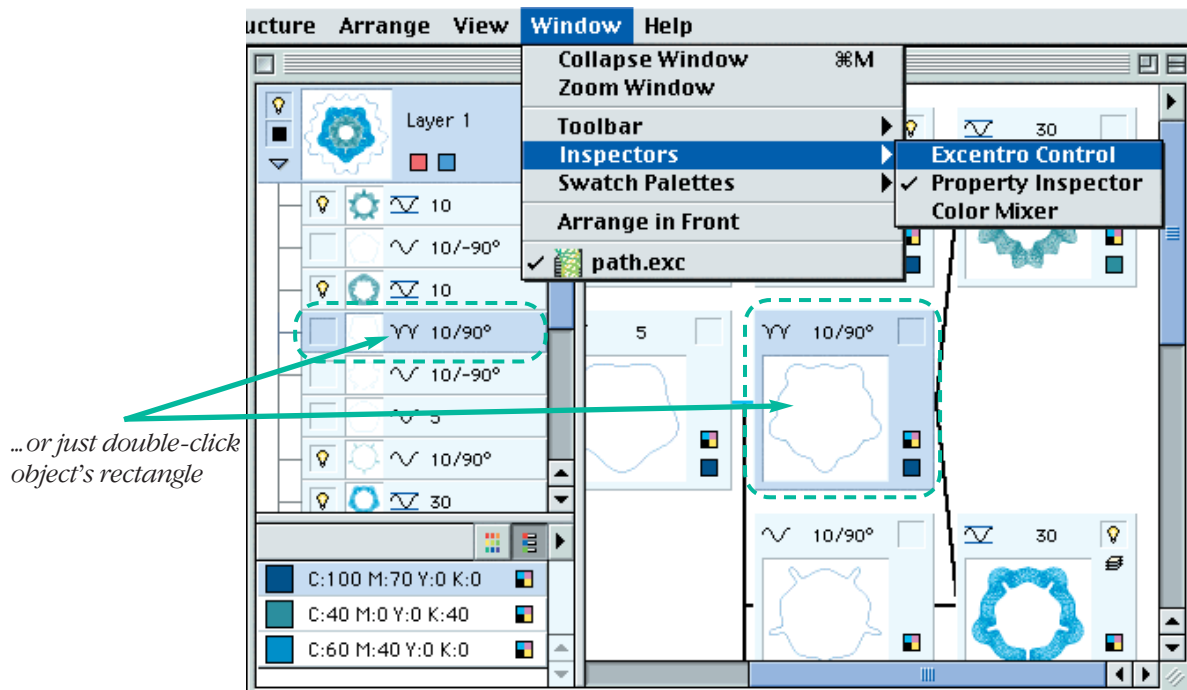 ucture Arrange View Window Help
Collapse Window ⌘M
Zoom Window
Toolbar
Inspectors
Swatch Palettes
Arrange in Front
✓ path.exc
Excentro Control
✓ Property Inspector
Color Mixer
Layer 1
10
10/-90°
10
10/90°
10/-90°
5
10/90°
30
30
5
10/90°
10/90°
30
...or just double-click
object's rectangle
C:100 M:70 Y:0 K:0
C:40 M:0 Y:0 K:40
C:60 M:40 Y:0 K:0